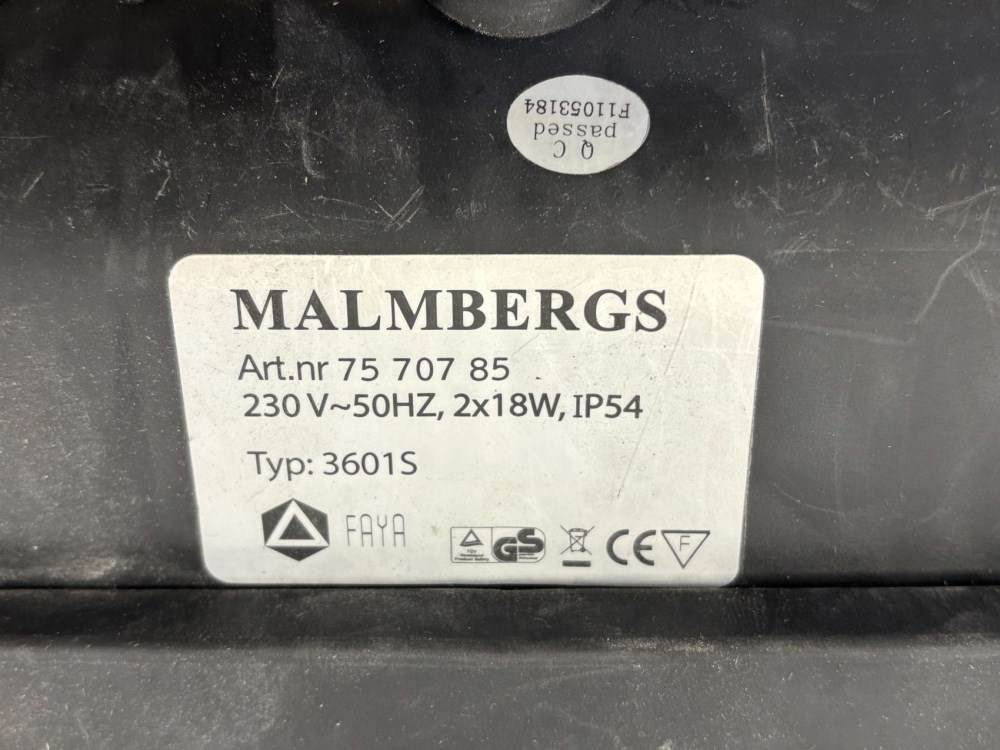 F11053184
passed
Q C
MALMBERGS
Art.nr 75 707 85
230 V~50HZ, 2x18W, IP54
Typ: 3601S
FAYA
GS
CE
F